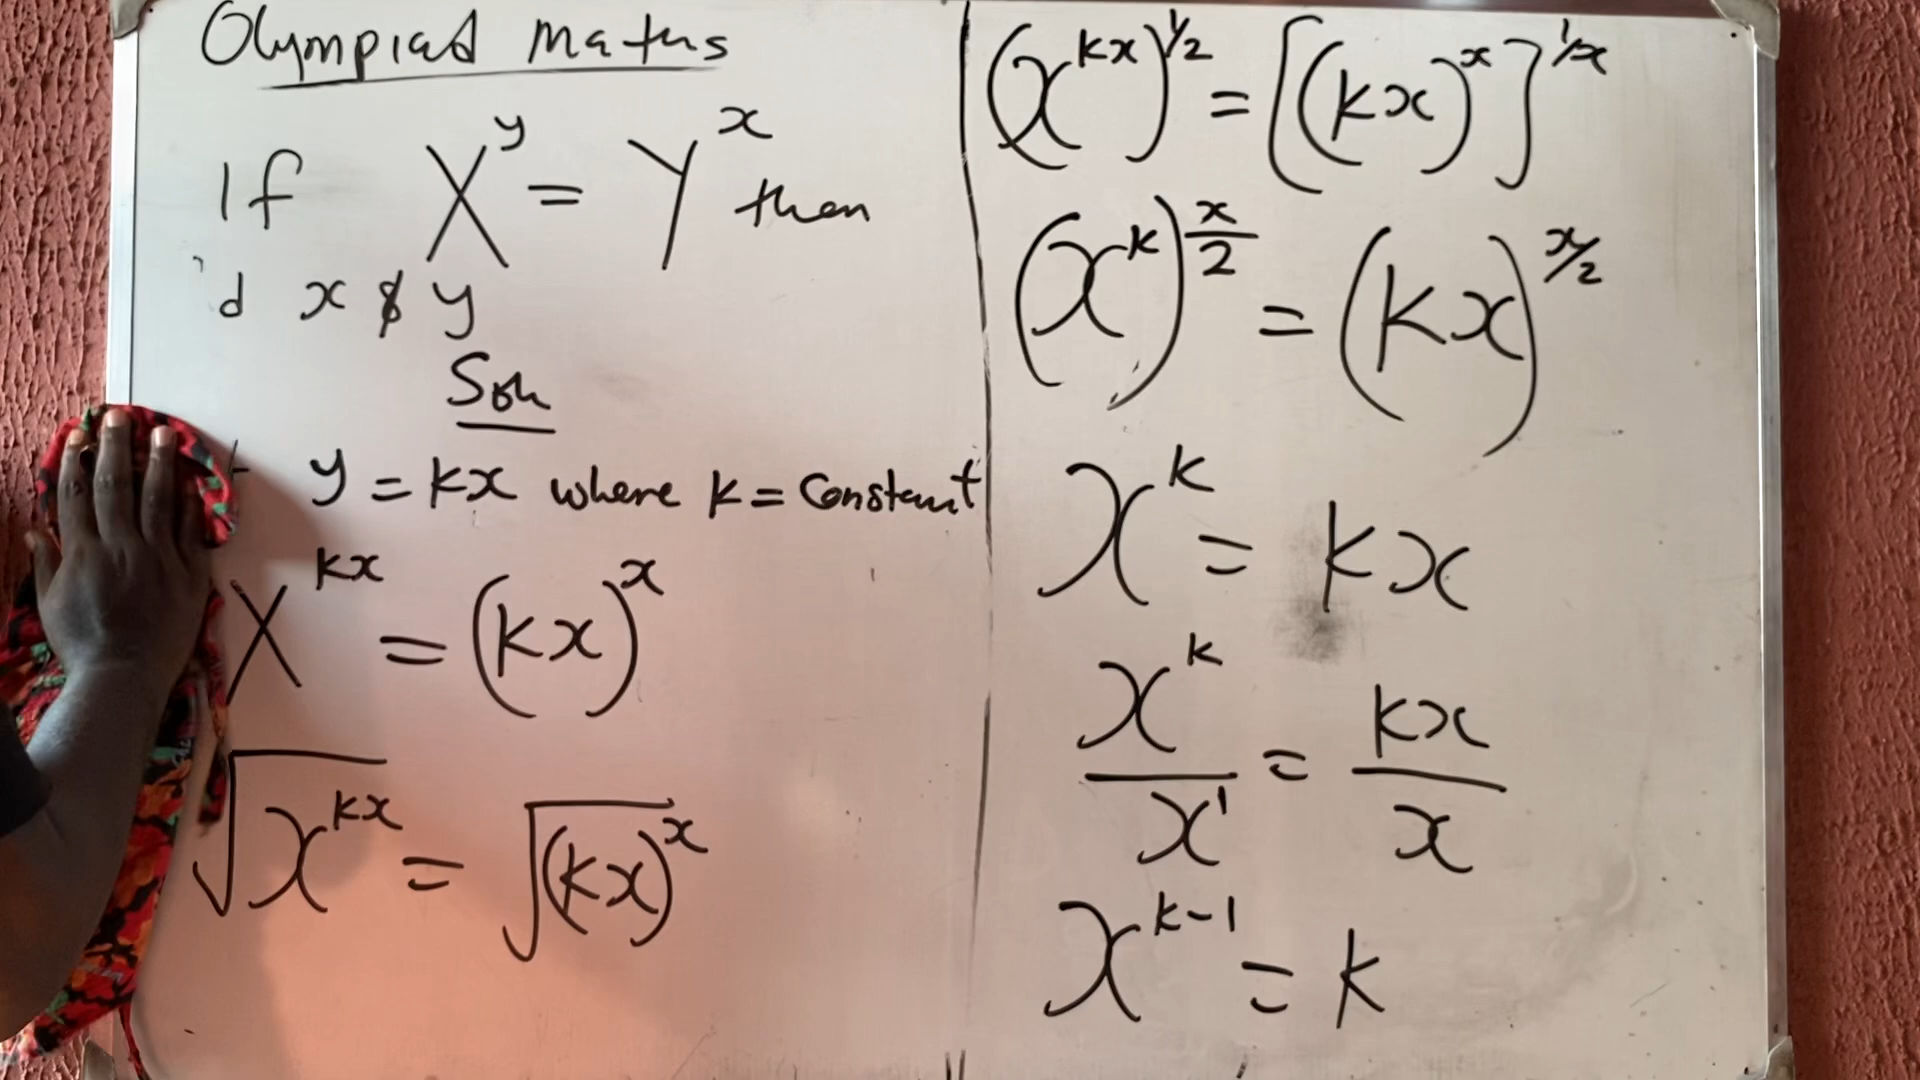 Olympiad maths
If X^y = Y^x then
d x & y
Soln
y = kx where k = Constant
X^kx = (kx)^x
√x^kx = √(kx)^x
(x^kx)^1/2 = [(kx)^x]^1/x
(x^k)^x/2 = (kx)^x/2
x^k = kx
x^k/x^1 = kx/x
x^k-1 = k